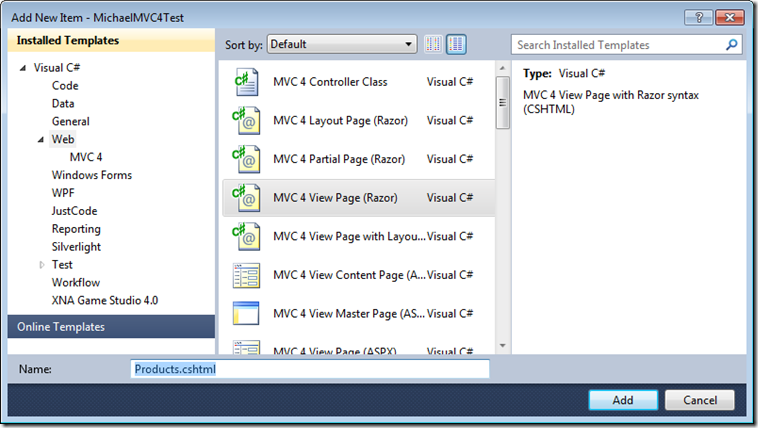 Add New Item - MichaelMVC4Test
Installed Templates
Visual C#
Code
Data
General
Web
MVC 4
Windows Forms
WPF
JustCode
Reporting
Silverlight
Test
Workflow
XNA Game Studio 4.0
Online Templates
Sort by: Default
MVC 4 Controller Class Visual C#
MVC 4 Layout Page (Razor) Visual C#
MVC 4 Partial Page (Razor) Visual C#
MVC 4 View Page (Razor) Visual C#
MVC 4 View Page with Layou... Visual C#
MVC 4 View Content Page (A... Visual C#
MVC 4 View Master Page (AS... Visual C#
MVC 4 View Page (ASPX) Visual C#
Search Installed Templates
Type: Visual C#
MVC 4 View Page with Razor syntax
(CSHTML)
Name: Products.cshtml
Add Cancel